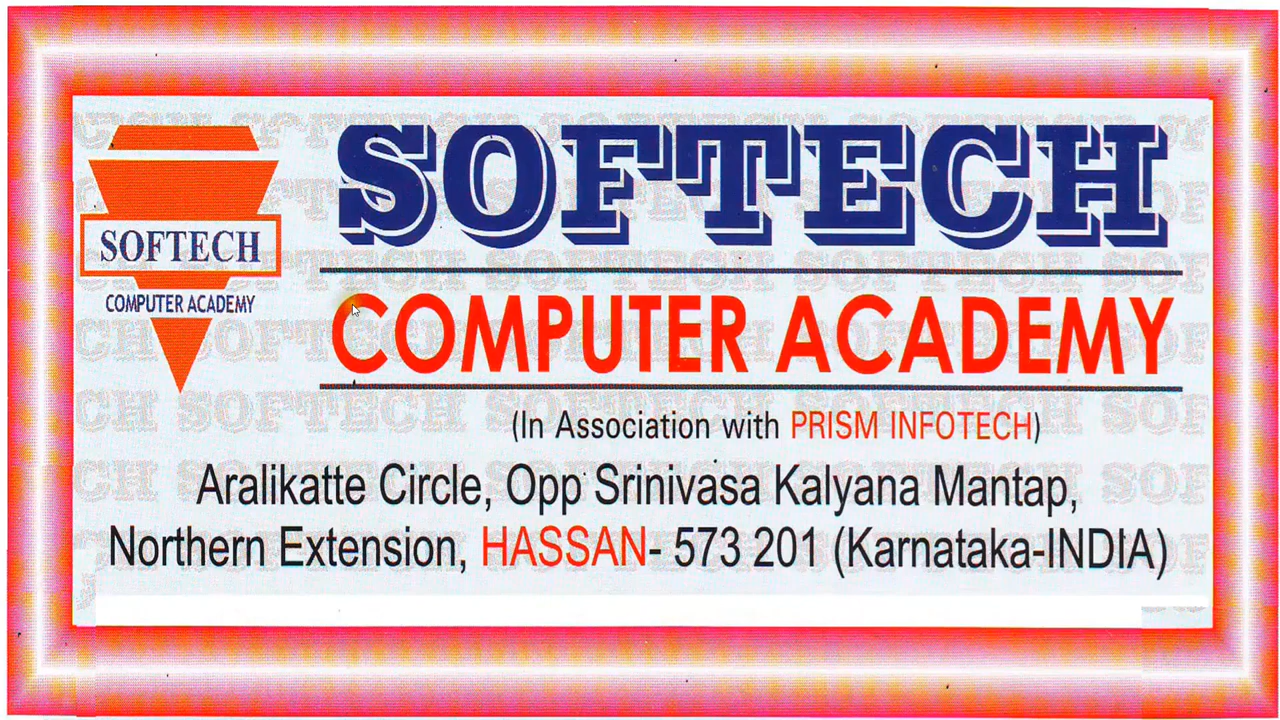 SOFTECH
COMPUTER ACADEMY
SOFTECH
COMPUTER ACADEMY
(In Association with PRISM INFOTECH)
Aralikatte Circle, Opp Srinivasa Kalyana Mantap,
Northern Extension, HASSAN- 573 201 (Karnataka-INDIA)